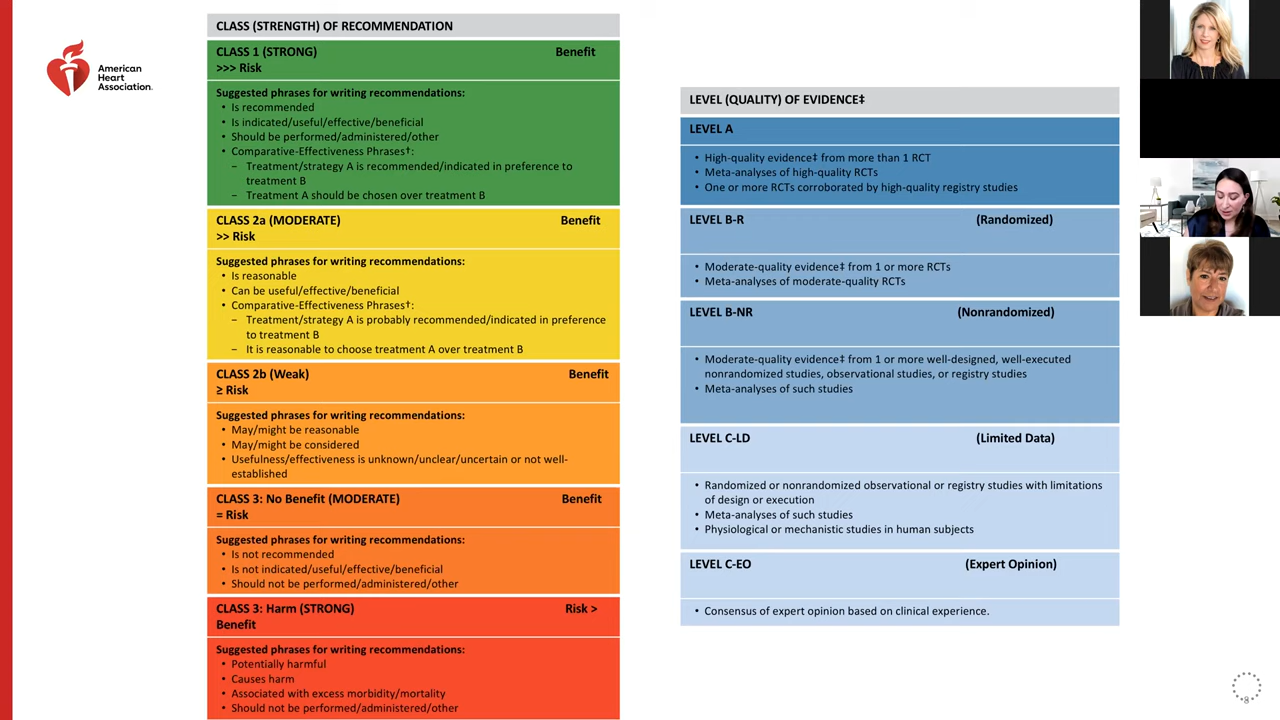 American
Heart
Association.
CLASS (STRENGTH) OF RECOMMENDATION
CLASS 1 (STRONG) Benefit
>>> Risk
Suggested phrases for writing recommendations:
• Is recommended
• Is indicated/useful/effective/beneficial
• Should be performed/administered/other
• Comparative-Effectiveness Phrases†:
− Treatment/strategy A is recommended/indicated in preference to
treatment B
− Treatment A should be chosen over treatment B
CLASS 2a (MODERATE) Benefit
>> Risk
Suggested phrases for writing recommendations:
• Is reasonable
• Can be useful/effective/beneficial
• Comparative-Effectiveness Phrases†:
− Treatment/strategy A is probably recommended/indicated in preference
to treatment B
− It is reasonable to choose treatment A over treatment B
CLASS 2b (Weak) Benefit
≥ Risk
Suggested phrases for writing recommendations:
• May/might be reasonable
• May/might be considered
• Usefulness/effectiveness is unknown/unclear/uncertain or not well-
established
CLASS 3: No Benefit (MODERATE) Benefit
= Risk
Suggested phrases for writing recommendations:
• Is not recommended
• Is not indicated/useful/effective/beneficial
• Should not be performed/administered/other
CLASS 3: Harm (STRONG) Risk >
Benefit
Suggested phrases for writing recommendations:
• Potentially harmful
• Causes harm
• Associated with excess morbidity/mortality
• Should not be performed/administered/other
LEVEL (QUALITY) OF EVIDENCE‡
LEVEL A
• High-quality evidence‡ from more than 1 RCT
• Meta-analyses of high-quality RCTs
• One or more RCTs corroborated by high-quality registry studies
LEVEL B-R (Randomized)
• Moderate-quality evidence‡ from 1 or more RCTs
• Meta-analyses of moderate-quality RCTs
LEVEL B-NR (Nonrandomized)
• Moderate-quality evidence‡ from 1 or more well-designed, well-executed
nonrandomized studies, observational studies, or registry studies
• Meta-analyses of such studies
LEVEL C-LD (Limited Data)
• Randomized or nonrandomized observational or registry studies with limitations
of design or execution
• Meta-analyses of such studies
• Physiological or mechanistic studies in human subjects
LEVEL C-EO (Expert Opinion)
• Consensus of expert opinion based on clinical experience.
8